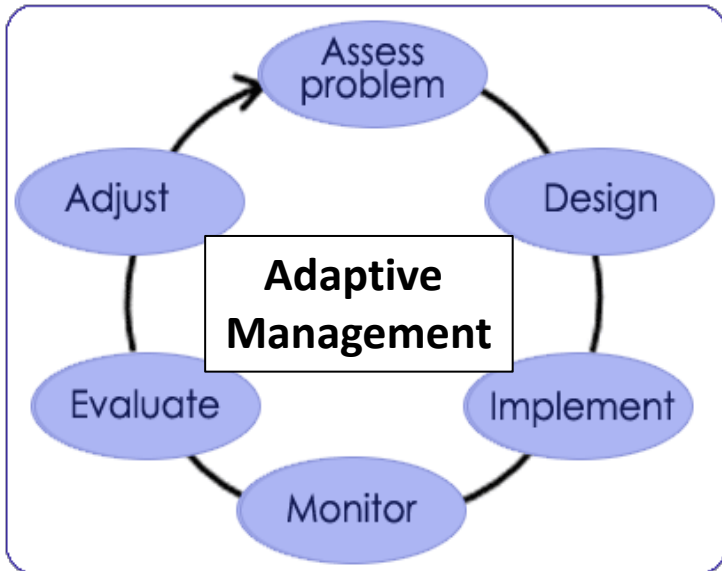 Assess
problem
Design
Implement
Monitor
Evaluate
Adjust
Adaptive
Management